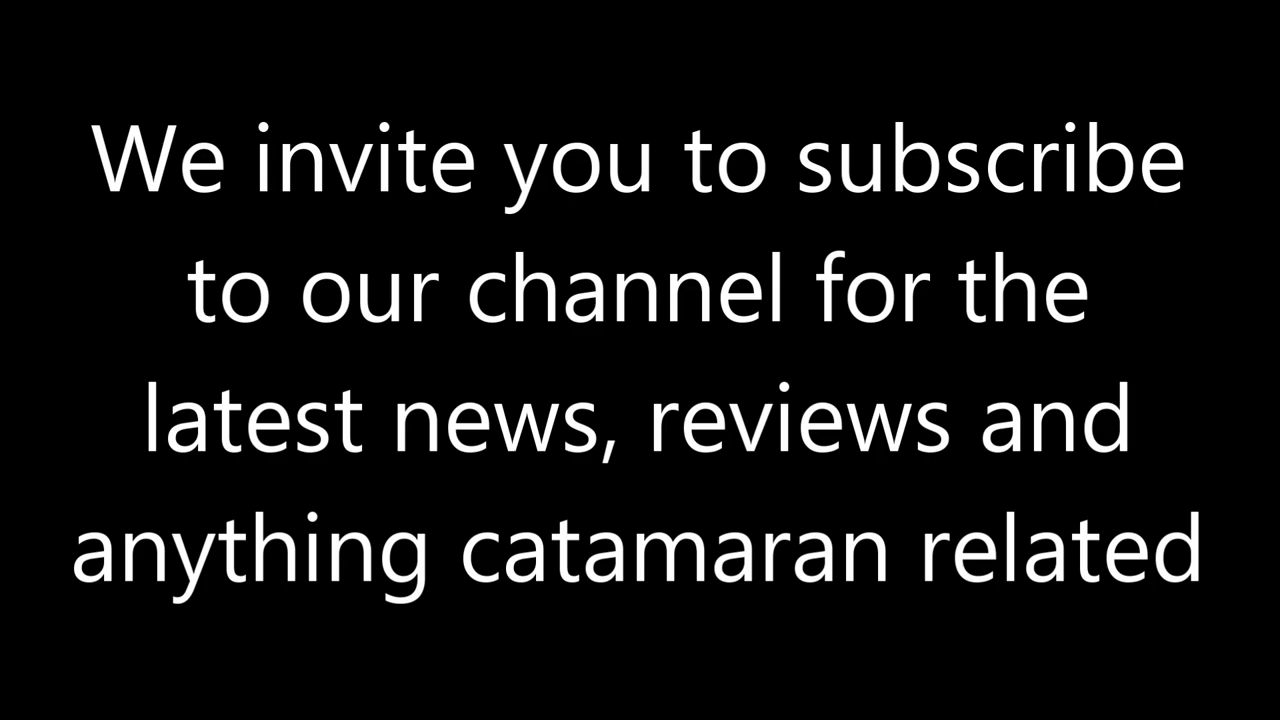 We invite you to subscribe
to our channel for the
latest news, reviews and
anything catamaran related